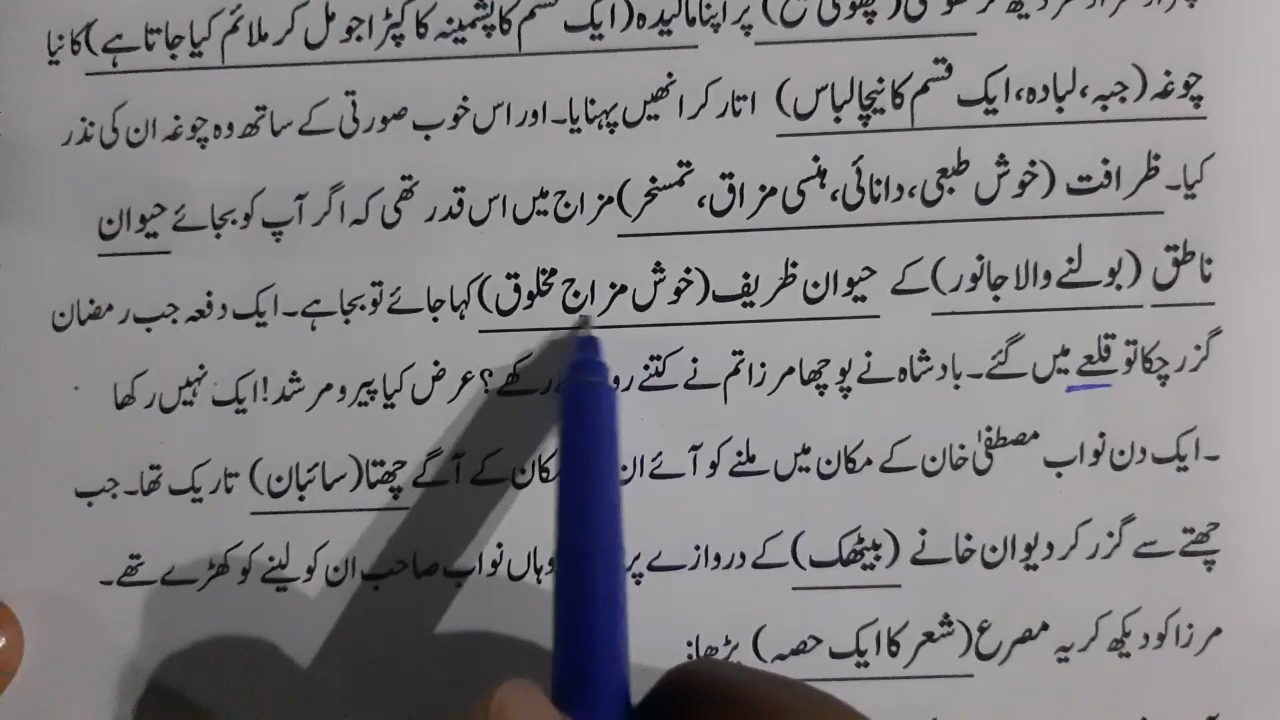 پر اپنا مالیدہ (ایک قسم کا پشمینہ کا کپڑا جو مل کر ملائم کیا جاتا ہے) کا نیا
چوغہ (جبہ، لبادہ، ایک قسم کا نیچا لباس) اتار کر انھیں پہنایا۔ اور اس خوب صورتی کے ساتھ وہ چوغہ ان کی نذر
کیا۔ ظرافت (خوش طبعی، دانائی، ہنسی مزاق، تمسخر) مزاج میں اس قدر تھی کہ اگر آپ کو بجائے حیوان
ناطق (بولنے والا جانور) کے حیوان ظریف (خوش مزاج مخلوق) کہا جائے تو بجا ہے۔ ایک دفعہ جب رمضان
گزر چکا تو قلعے میں گئے۔ بادشاہ نے پوچھا مرزا تم نے کتنے رکھے؟ عرض کیا پیرو مرشد! ایک نہیں رکھا
۔ ایک دن نواب مصطفیٰ خان کے مکان میں ملنے کو آئے ان کے آگے چھتا (سائبان) تاریک تھا۔ جب
چھتے سے گزر کر دیوان خانے (بیٹھک) کے دروازے پر وہاں نواب صاحب ان کو لینے کو کھڑے تھے۔
مرزا کو دیکھ کر یہ مصرع (شعر کا ایک حصہ) پڑھا: